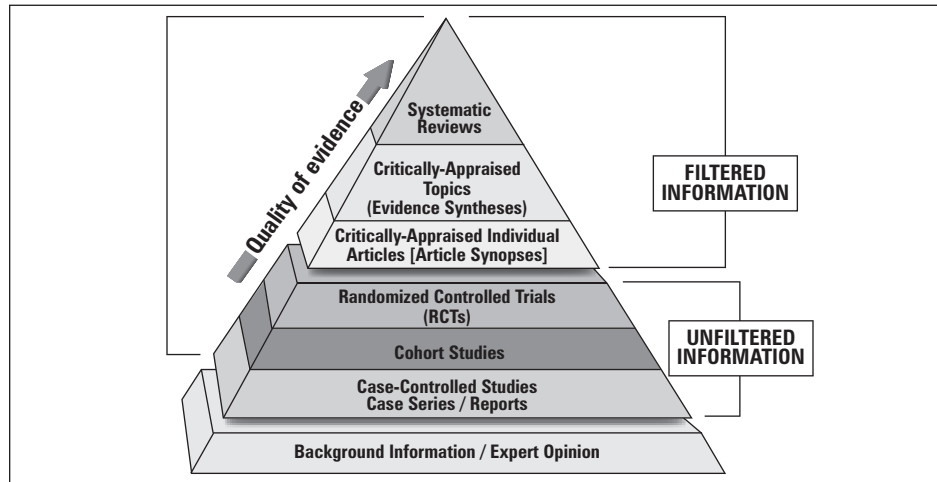 Quality of evidence
Systematic
Reviews
Critically-Appraised
Topics
(Evidence Syntheses)
Critically-Appraised Individual
Articles [Article Synopses]
FILTERED
INFORMATION
Randomized Controlled Trials
(RCTs)
Cohort Studies
Case-Controlled Studies
Case Series / Reports
UNFILTERED
INFORMATION
Background Information / Expert Opinion